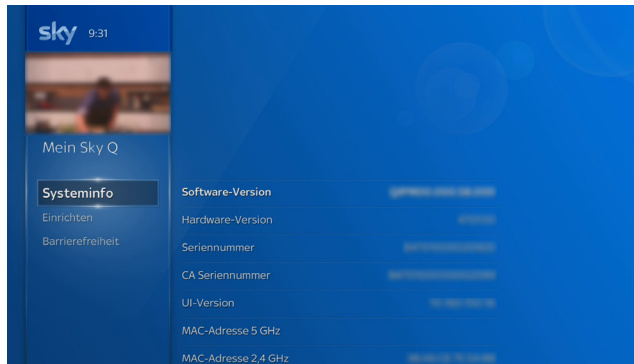 sky 9:31
Mein Sky Q
Systeminfo
Einrichten
Barrierefreiheit
Software-Version
Hardware-Version
Seriennummer
CA Seriennummer
UI-Version
MAC-Adresse 5 GHz
MAC-Adresse 2,4 GHz